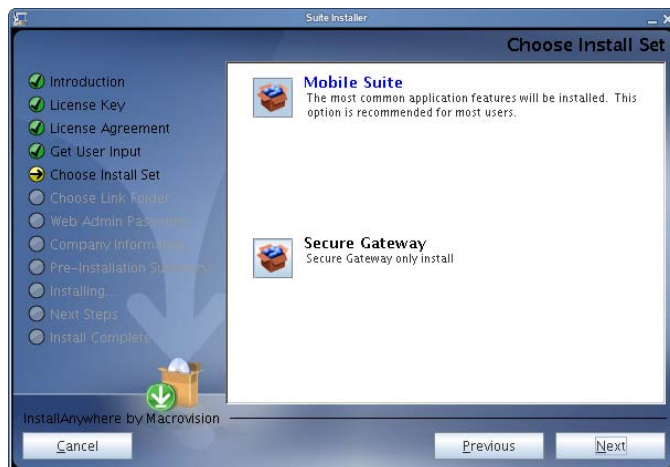 Suite Installer
Choose Install Set
Introduction
License Key
License Agreement
Get User Input
Choose Install Set
Choose Link Folder
Web Admin Password
Company Information
Pre-Installation Summary
Installing...
Next Steps
Install Complete
Mobile Suite
The most common application features will be installed. This
option is recommended for most users.
Secure Gateway
Secure Gateway only install
InstallAnywhere by Macrovision
Cancel
Previous
Next